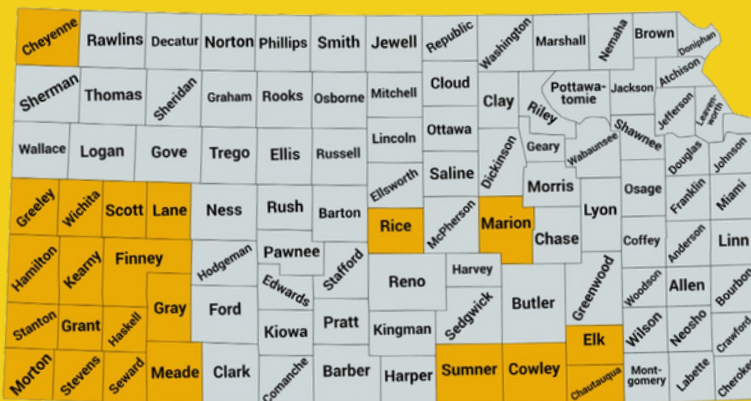 Cheyenne
Rawlins
Decatur
Norton
Phillips
Smith
Jewell
Republic
Washington
Marshall
Nemaha
Brown
Doniphan
Sherman
Thomas
Sheridan
Graham
Rooks
Osborne
Mitchell
Cloud
Clay
Riley
Pottawa-
tomie
Jackson
Atchison
Jefferson
Leaven-
worth
Wallace
Logan
Gove
Trego
Ellis
Russell
Lincoln
Ottawa
Saline
Dickinson
Geary
Wabaunsee
Shawnee
Douglas
Johnson
Greeley
Wichita
Scott
Lane
Ness
Rush
Barton
Ellsworth
Rice
McPherson
Marion
Morris
Chase
Lyon
Osage
Franklin
Miami
Hamilton
Kearny
Finney
Hodgeman
Pawnee
Edwards
Stafford
Reno
Harvey
Sedgwick
Butler
Greenwood
Coffey
Anderson
Linn
Woodson
Allen
Bourbon
Stanton
Grant
Haskell
Gray
Ford
Kiowa
Pratt
Kingman
Elk
Wilson
Neosho
Crawford
Morton
Stevens
Seward
Meade
Clark
Comanche
Barber
Harper
Sumner
Cowley
Chautauqua
Mont-
gomery
Labette
Cheroke